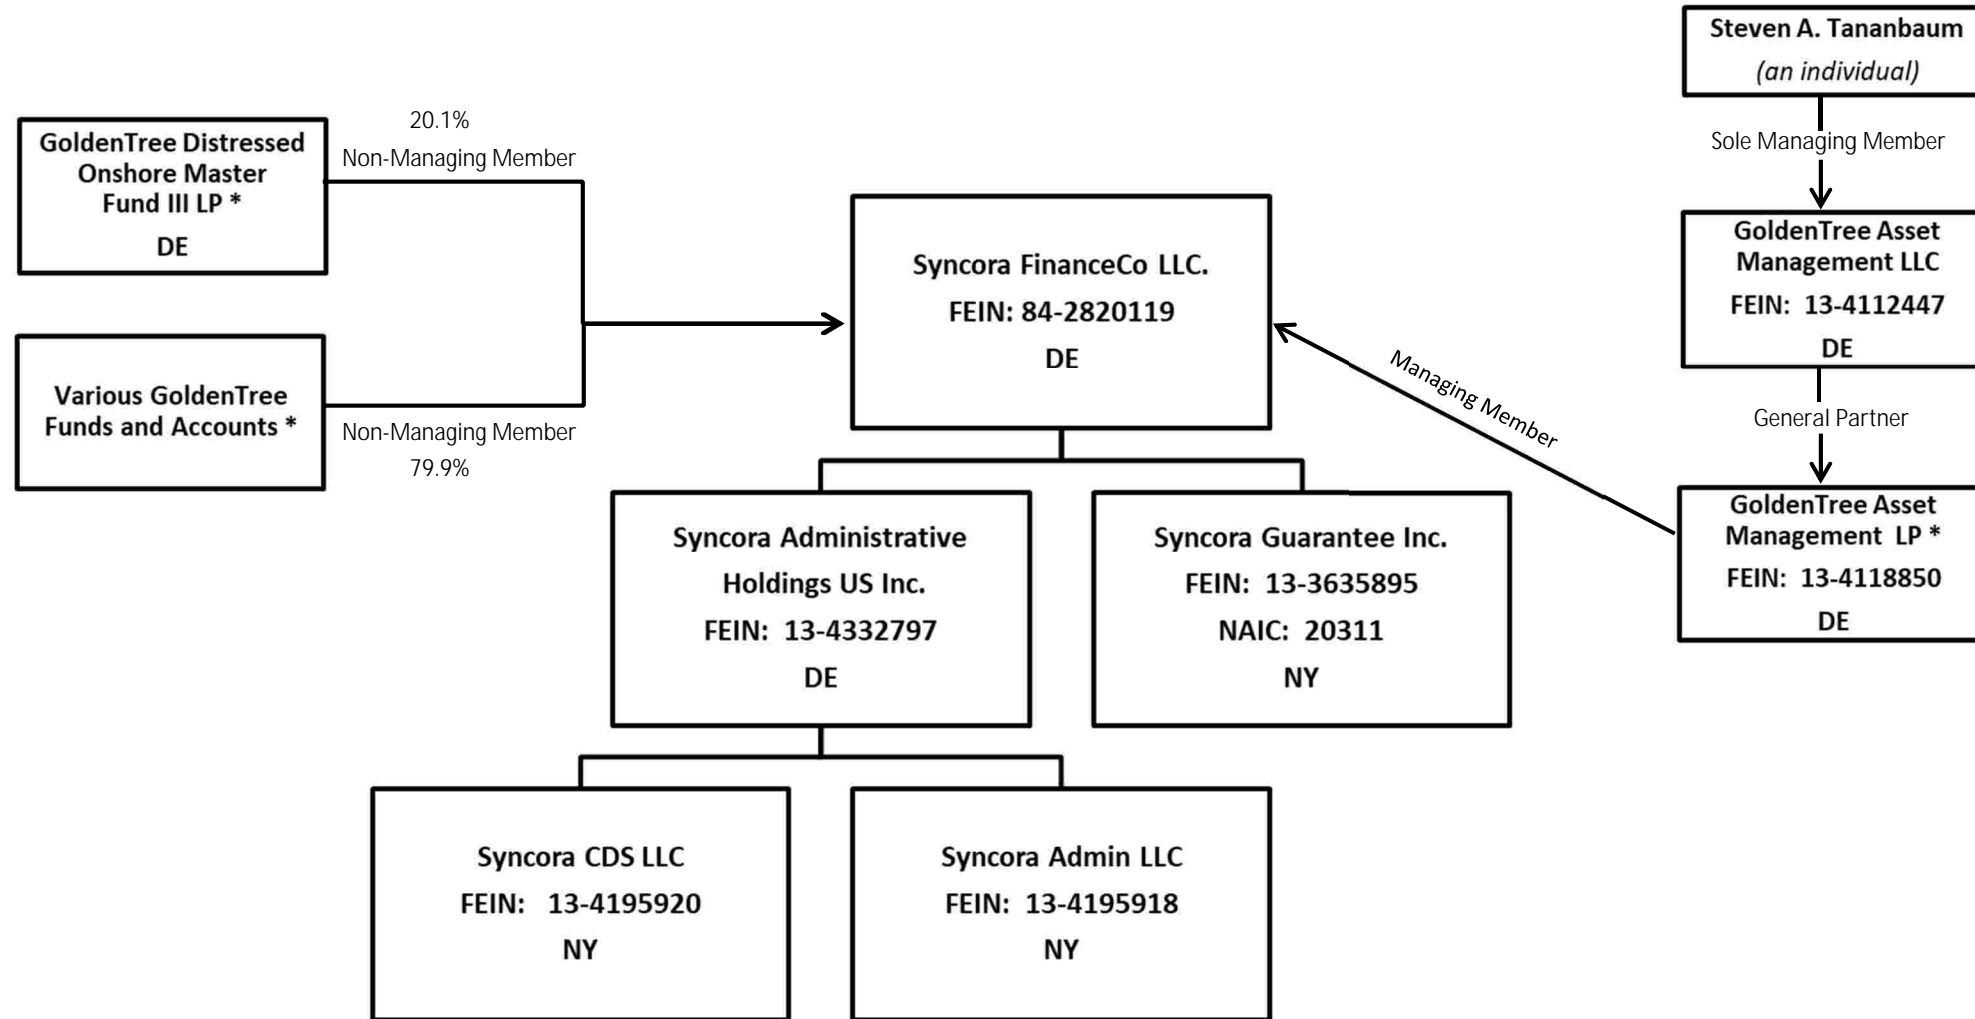 Steven A. Tananbaum
(an individual)
Sole Managing Member
GoldenTree Asset
Management LLC
FEIN: 13-4112447
DE
General Partner
GoldenTree Asset
Management LP *
FEIN: 13-4118850
DE
Managing Member
GoldenTree Distressed
Onshore Master
Fund III LP *
DE
20.1%
Non-Managing Member
Various GoldenTree
Funds and Accounts *
Non-Managing Member
79.9%
Syncora FinanceCo LLC.
FEIN: 84-2820119
DE
Syncora Administrative
Holdings US Inc.
FEIN: 13-4332797
DE
Syncora Guarantee Inc.
FEIN: 13-3635895
NAIC: 20311
NY
Syncora CDS LLC
FEIN: 13-4195920
NY
Syncora Admin LLC
FEIN: 13-4195918
NY